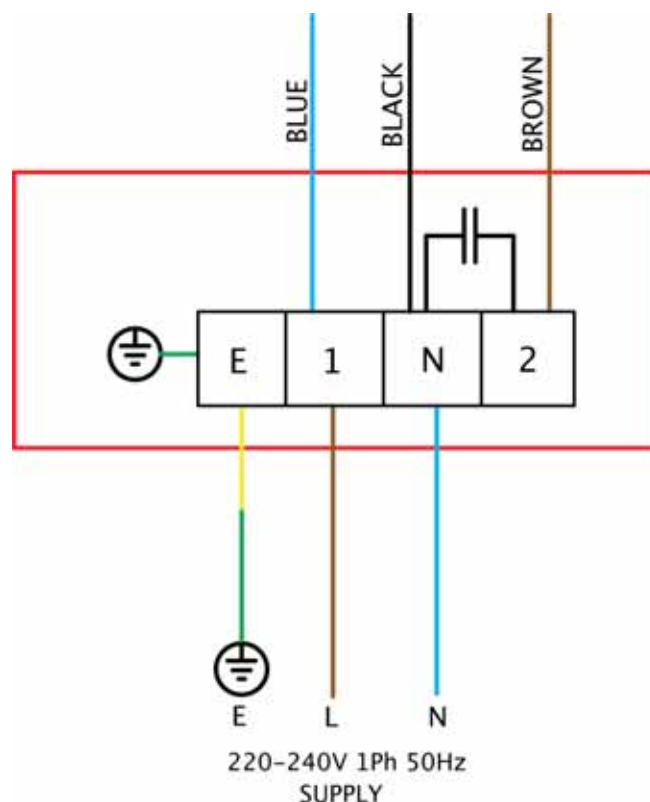 BLUE
BLACK
BROWN
E 1 N 2
E L N
220-240V 1Ph 50Hz
SUPPLY